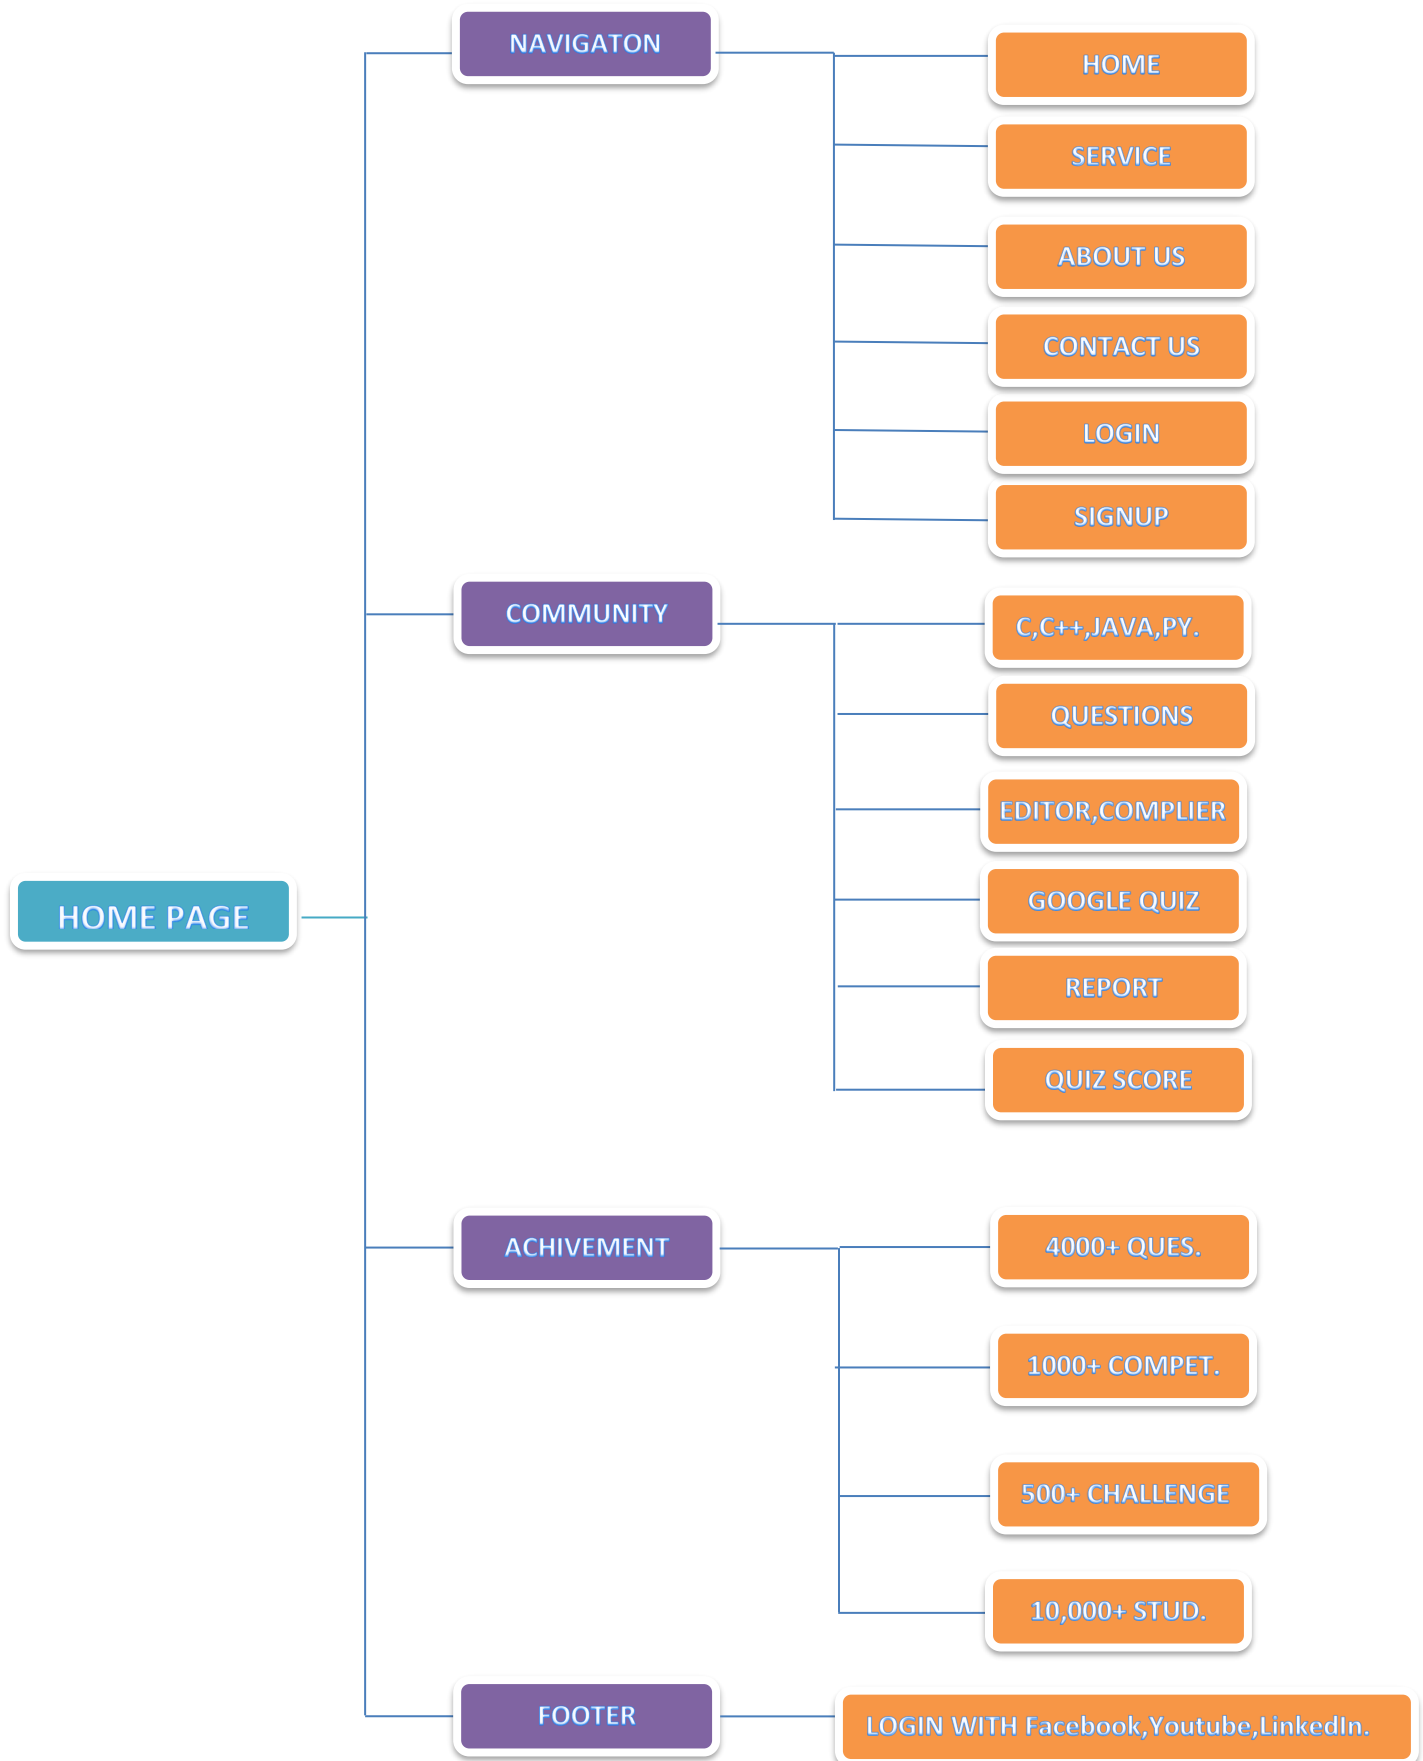 NAVIGATON
HOME
SERVICE
ABOUT US
CONTACT US
LOGIN
SIGNUP
COMMUNITY
C,C++,JAVA,PY.
QUESTIONS
EDITOR,COMPLIER
GOOGLE QUIZ
HOME PAGE
REPORT
QUIZ SCORE
ACHIVEMENT
4000+ QUES.
1000+ COMPET.
500+ CHALLENGE
10,000+ STUD.
FOOTER
LOGIN WITH Facebook,Youtube,LinkedIn.